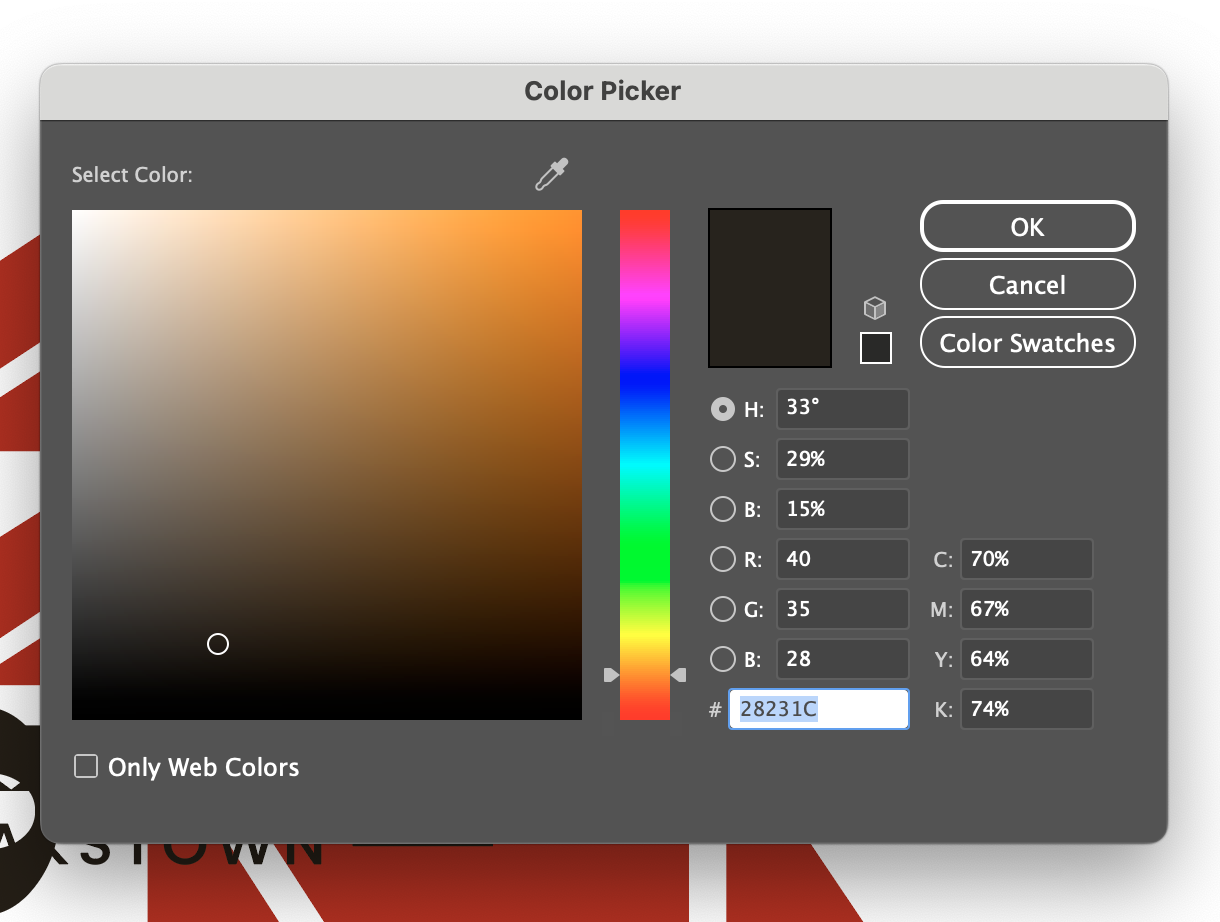 Color Picker
Select Color:
OK
Cancel
Color Swatches
H: 33°
S: 29%
B: 15%
R: 40 C: 70%
G: 35 M: 67%
B: 28 Y: 64%
# 28231C K: 74%
Only Web Colors
KSTOWN